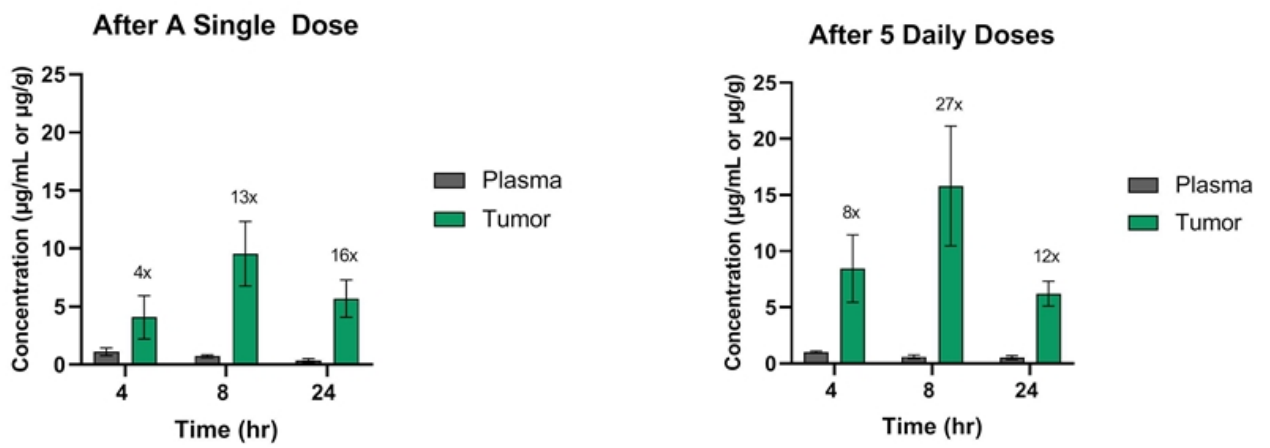 After A Single Dose
Concentration (µg/mL or µg/g)
25
20
15
10
5
0
4x
13x
16x
4 8 24
Time (hr)
Plasma
Tumor
After 5 Daily Doses
Concentration (µg/mL or µg/g)
25
20
15
10
5
0
8x
27x
12x
4 8 24
Time (hr)
Plasma
Tumor